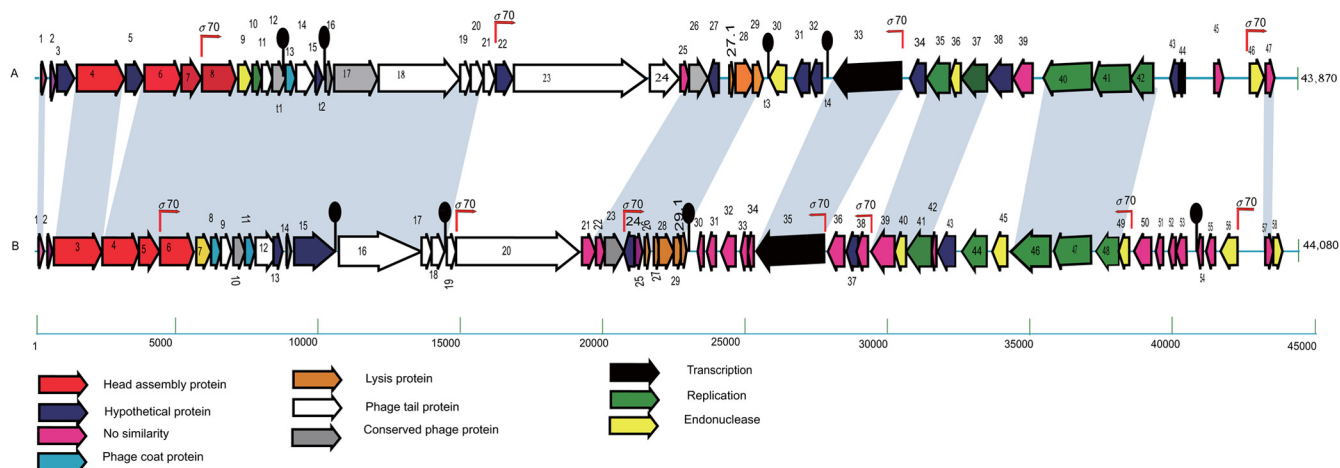 σ70 σ70 σ70 σ70
1 2 3 5 9 10 11 12 13 14 15 16 19 20 21 22 25 26 27 27.1 28 29 30 31 32 33 34 35 36 37 38 39 43 44 45 46 47
A 4 6 7 8 17 18 23 24 40 41 42 43,870
t1 t2 t3 t4
σ70 σ70 σ70 σ70 σ70 σ70 σ70
1 2 8 9 11 14 15 17 21 22 23 24 26 28 29.1 30 31 32 33 34 35 36 38 39 40 41 42 43 45 49 50 51 52 53 55 56 57 58
B 3 4 5 6 7 12 16 20 44 46 47 48 44,080
10 13 18 19 25 27 29 37 54
1 5000 10000 15000 20000 25000 30000 35000 40000 45000
Head assembly protein
Hypothetical protein
No similarity
Phage coat protein
Lysis protein
Phage tail protein
Conserved phage protein
Transcription
Replication
Endonuclease